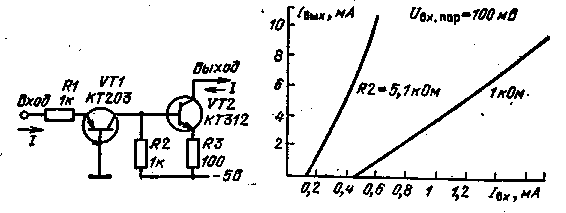 Вход
R1
1к
VT1
КТ203
I
Выход
I
VT2
КТ312
R2
1к
R3
100
-5В
Iвых, мА
Uвх.пор=100 мВ
10
8
6
4
2
R2=5,1кОм
1кОм
0,2 0,4 0,6 0,8 1 1,2 Iвх, мА